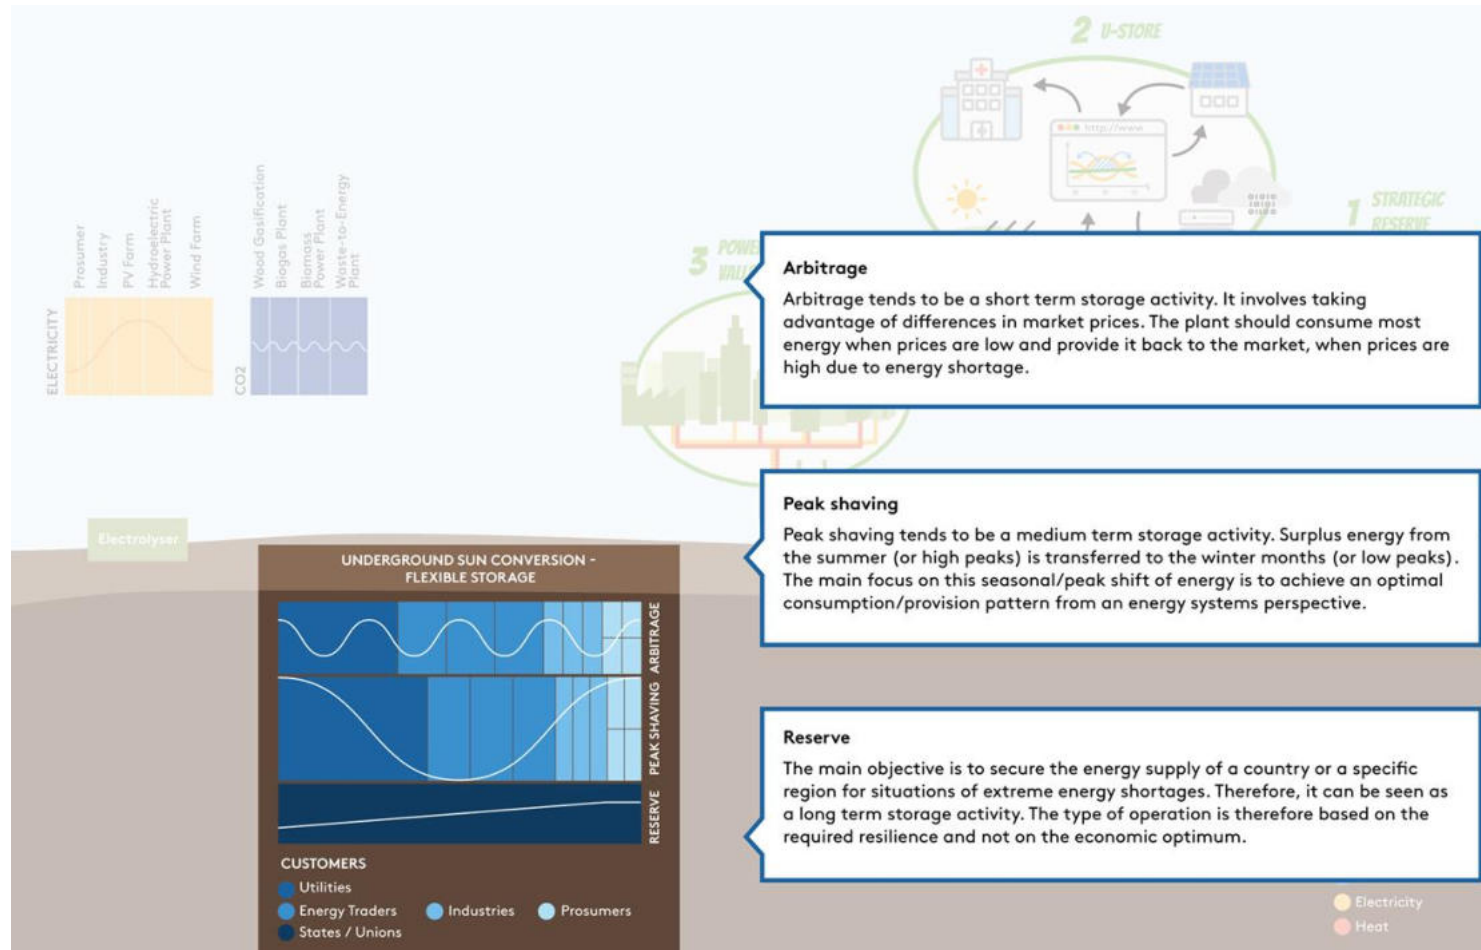 2 U-STORE
http://www
1 STRATEGIC
RESERVE
3
Prosumer
Industry
PV Farm
Hydroelectric
Power Plant
Wind Farm
ELECTRICITY
Wood Gasification
Biogas Plant
Biomass
Power Plant
Waste-to-Energy
Plant
CO2
Arbitrage
Arbitrage tends to be a short term storage activity. It involves taking
advantage of differences in market prices. The plant should consume most
energy when prices are low and provide it back to the market, when prices are
high due to energy shortage.
Peak shaving
Peak shaving tends to be a medium term storage activity. Surplus energy from
the summer (or high peaks) is transferred to the winter months (or low peaks).
The main focus on this seasonal/peak shift of energy is to achieve an optimal
consumption/provision pattern from an energy systems perspective.
Reserve
The main objective is to secure the energy supply of a country or a specific
region for situations of extreme energy shortages. Therefore, it can be seen as
a long term storage activity. The type of operation is therefore based on the
required resilience and not on the economic optimum.
Electrolyser
UNDERGROUND SUN CONVERSION –
FLEXIBLE STORAGE
ARBITRAGE
PEAK SHAVING
RESERVE
CUSTOMERS
Utilities
Energy Traders
Industries
Prosumers
States / Unions
Electricity
Heat